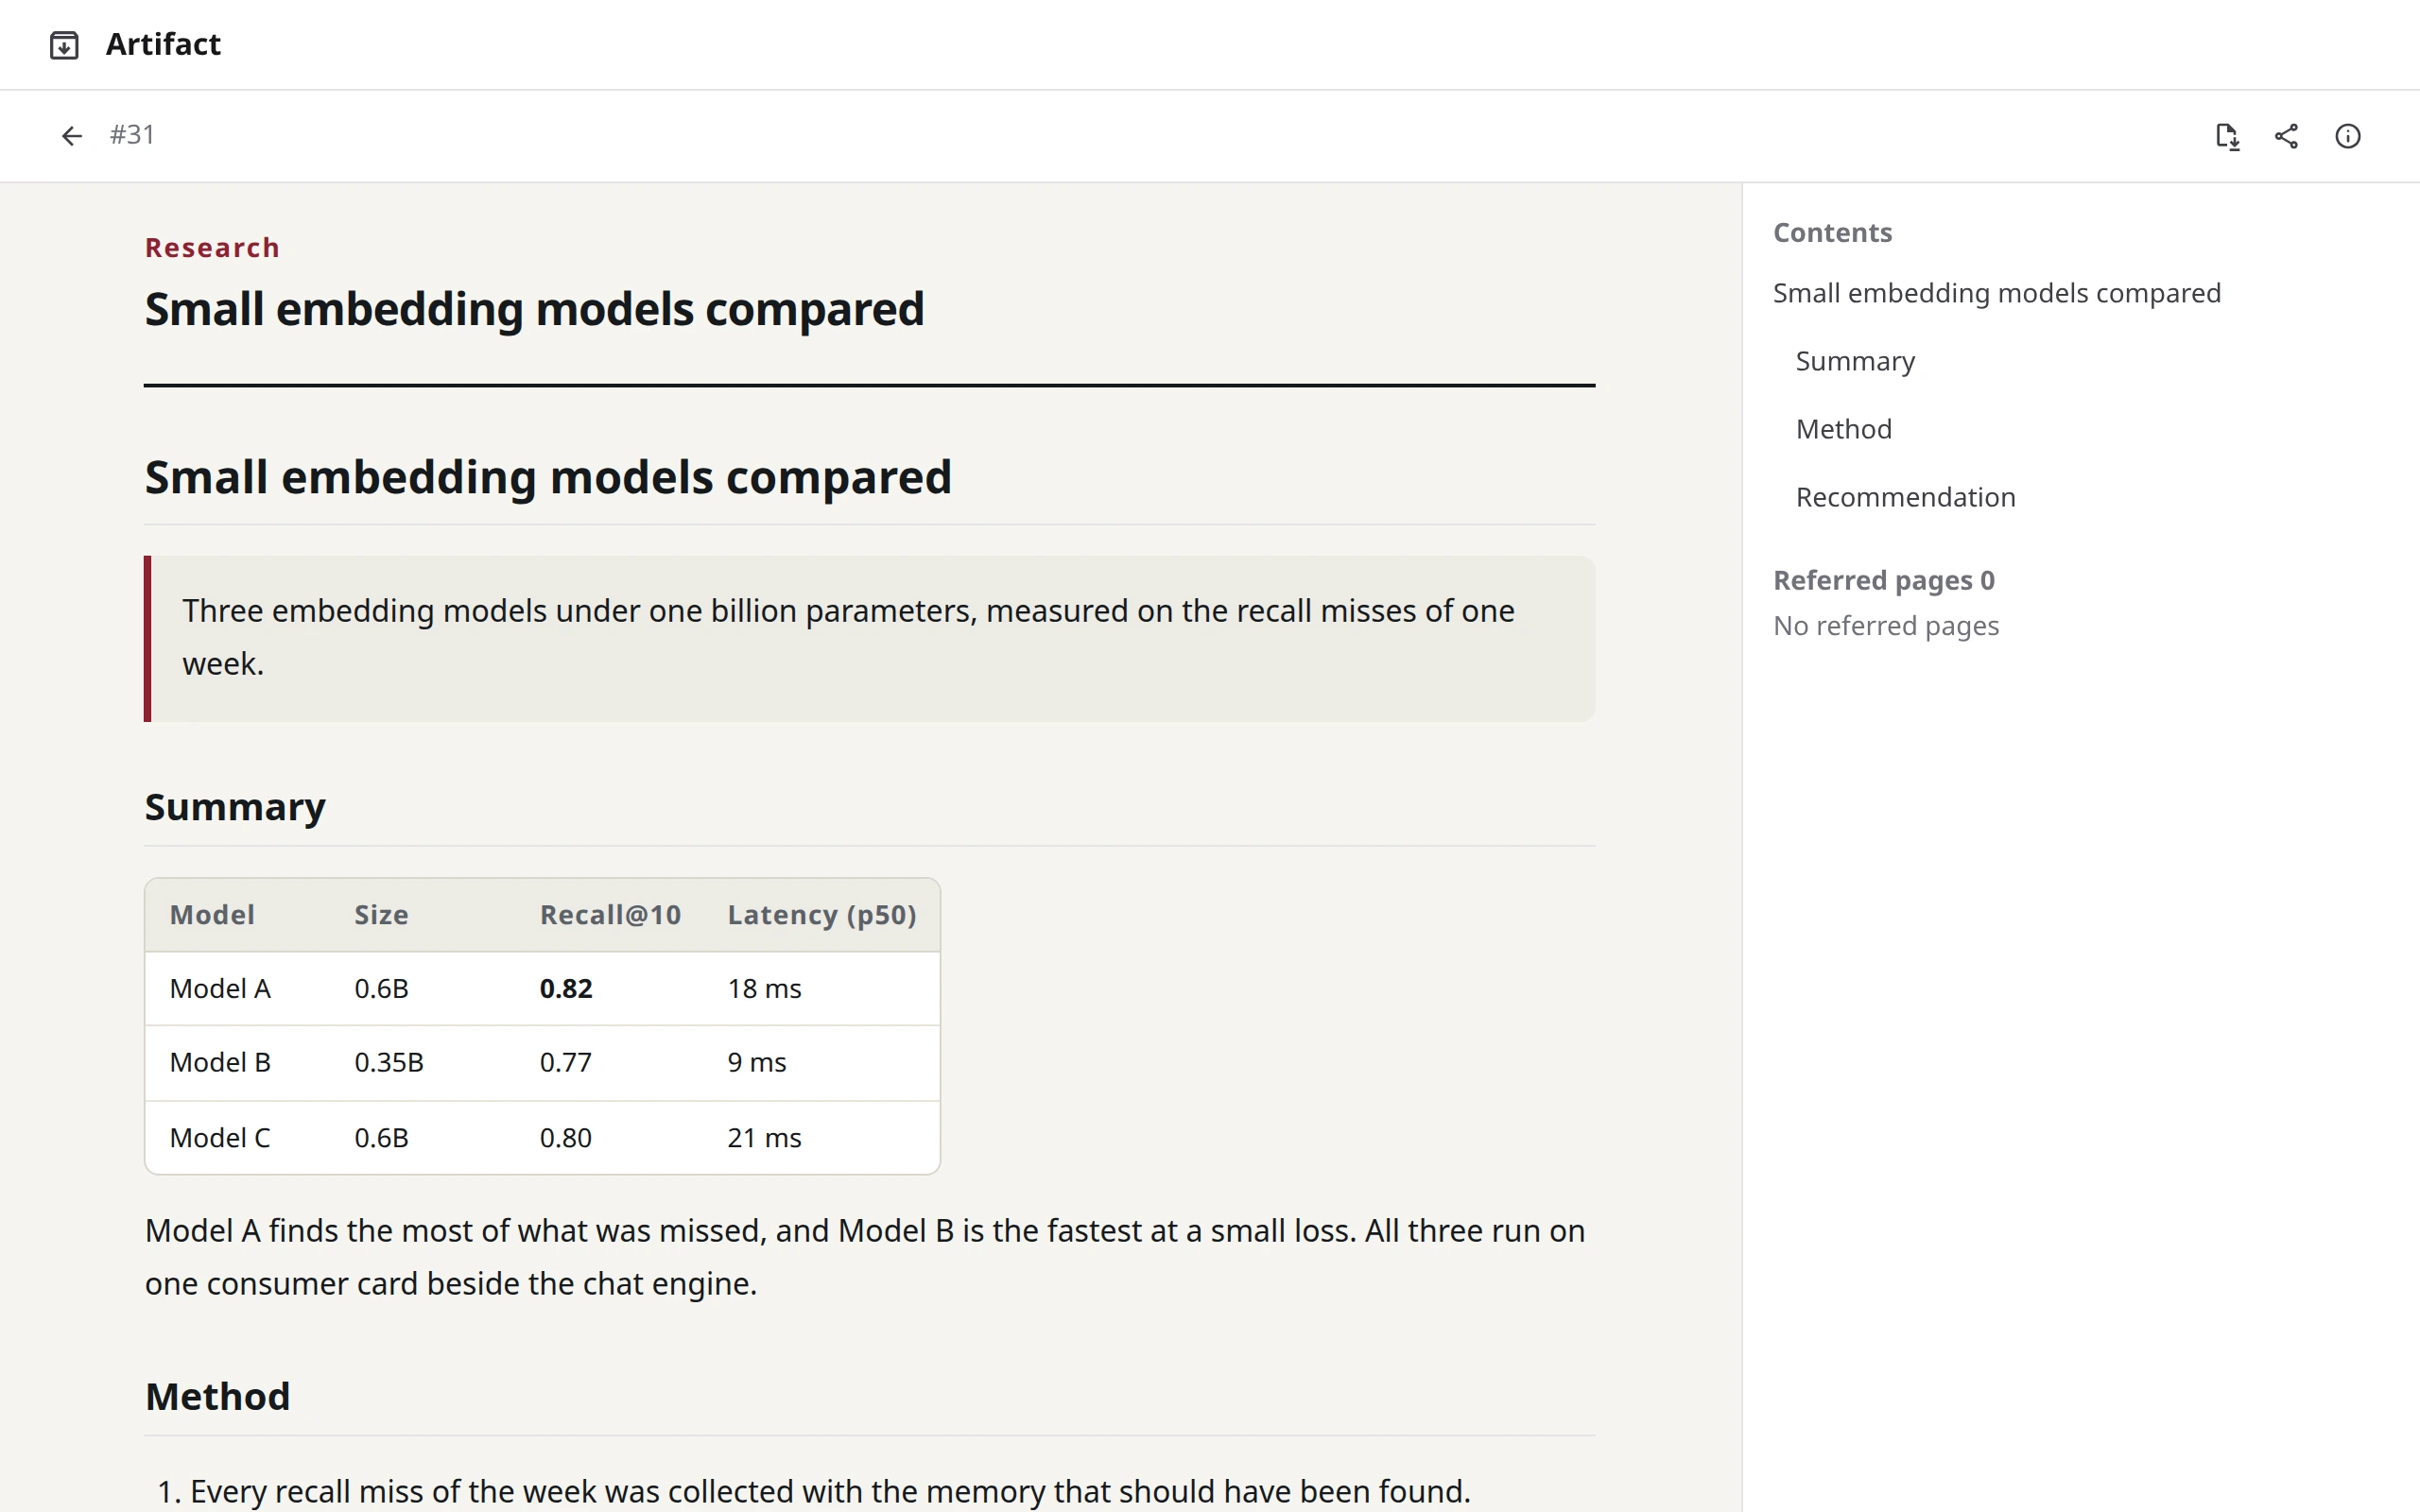 Artifact
#31
Research
Small embedding models compared
Small embedding models compared
Three embedding models under one billion parameters, measured on the recall misses of one
week.
Summary
Model Size Recall@10 Latency (p50)
Model A 0.6B 0.82 18 ms
Model B 0.35B 0.77 9 ms
Model C 0.6B 0.80 21 ms
Model A finds the most of what was missed, and Model B is the fastest at a small loss. All three run on
one consumer card beside the chat engine.
Method
1. Every recall miss of the week was collected with the memory that should have been found.
Contents
Small embedding models compared
Summary
Method
Recommendation
Referred pages 0
No referred pages